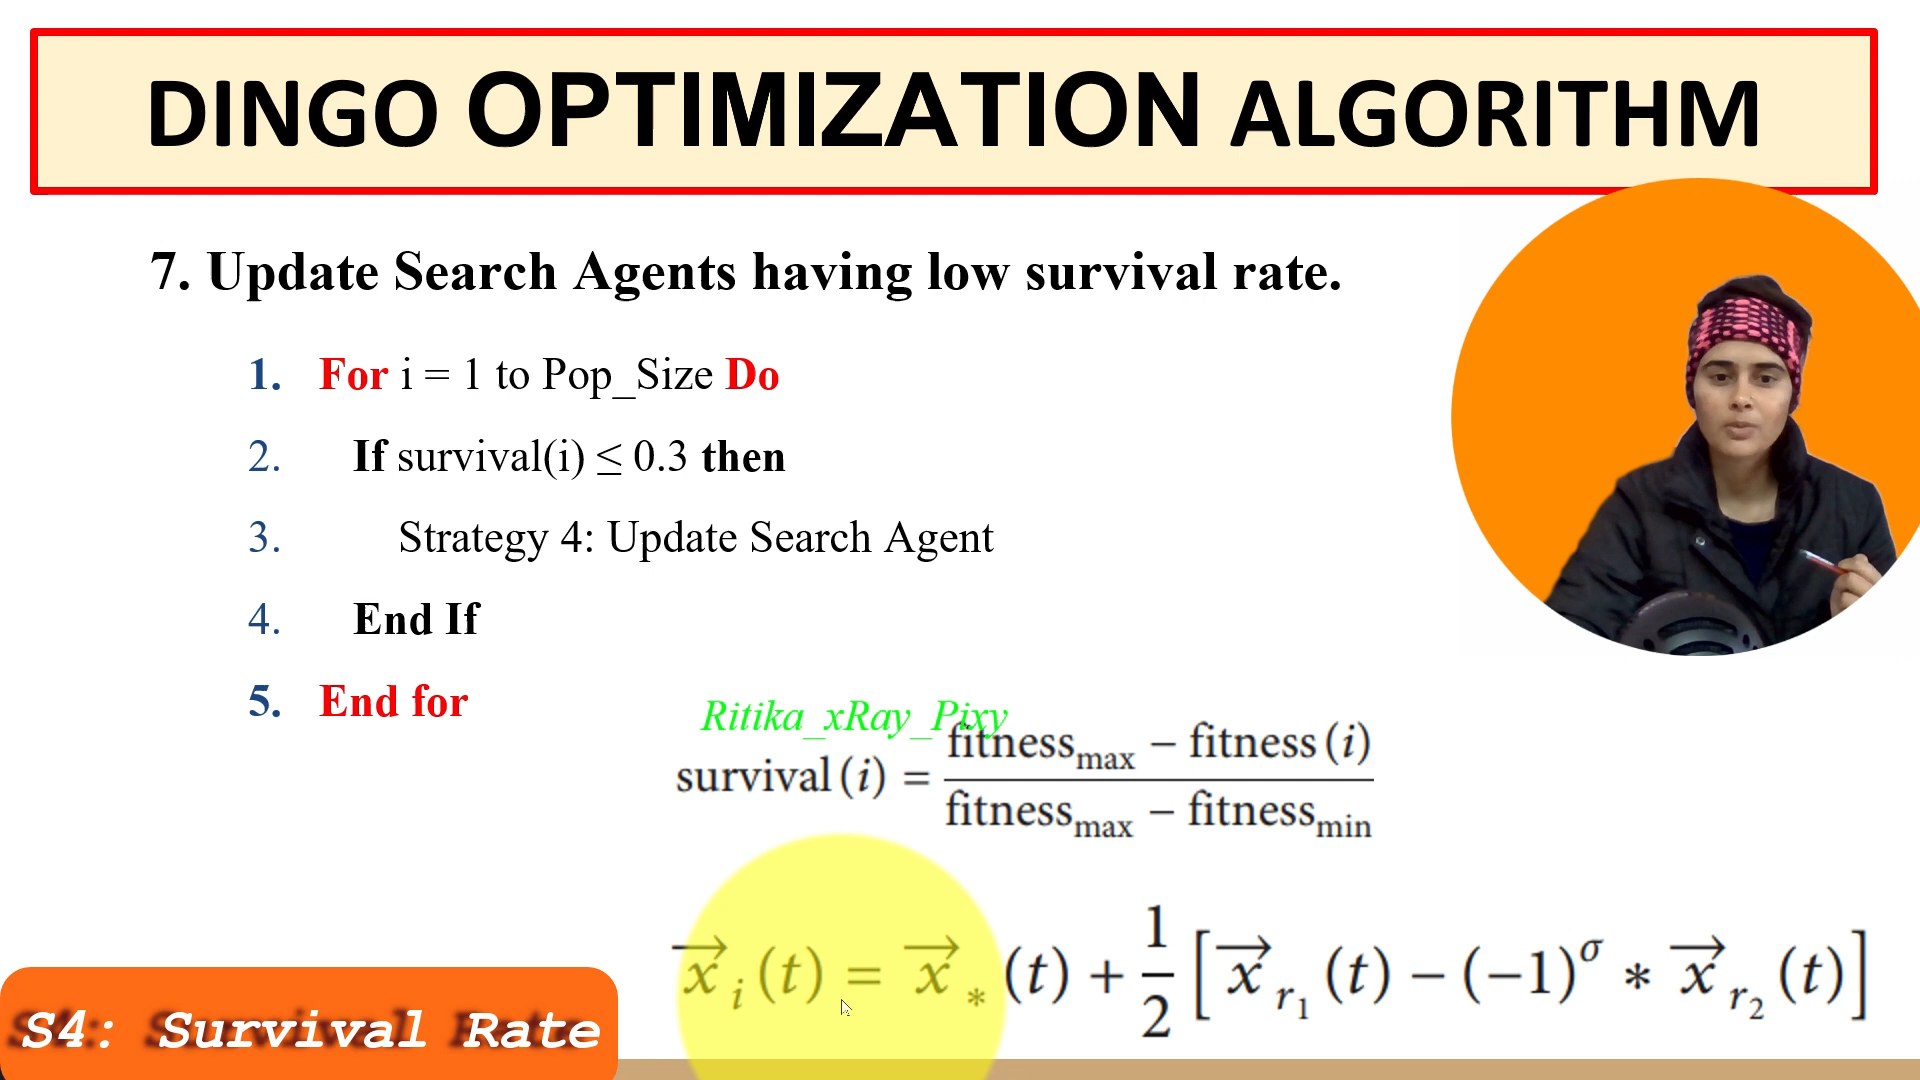 DINGO OPTIMIZATION ALGORITHM
7. Update Search Agents having low survival rate.
1. For i = 1 to Pop_Size Do
2. If survival(i) ≤ 0.3 then
3. Strategy 4: Update Search Agent
4. End If
5. End for
Ritika_xRay_Pixy
survival(i) = (fitness_max − fitness(i)) / (fitness_max − fitness_min)
x⃗_i(t) = x⃗_*(t) + 1/2 [x⃗_r₁(t) − (−1)^σ * x⃗_r₂(t)]
S4: Survival Rate